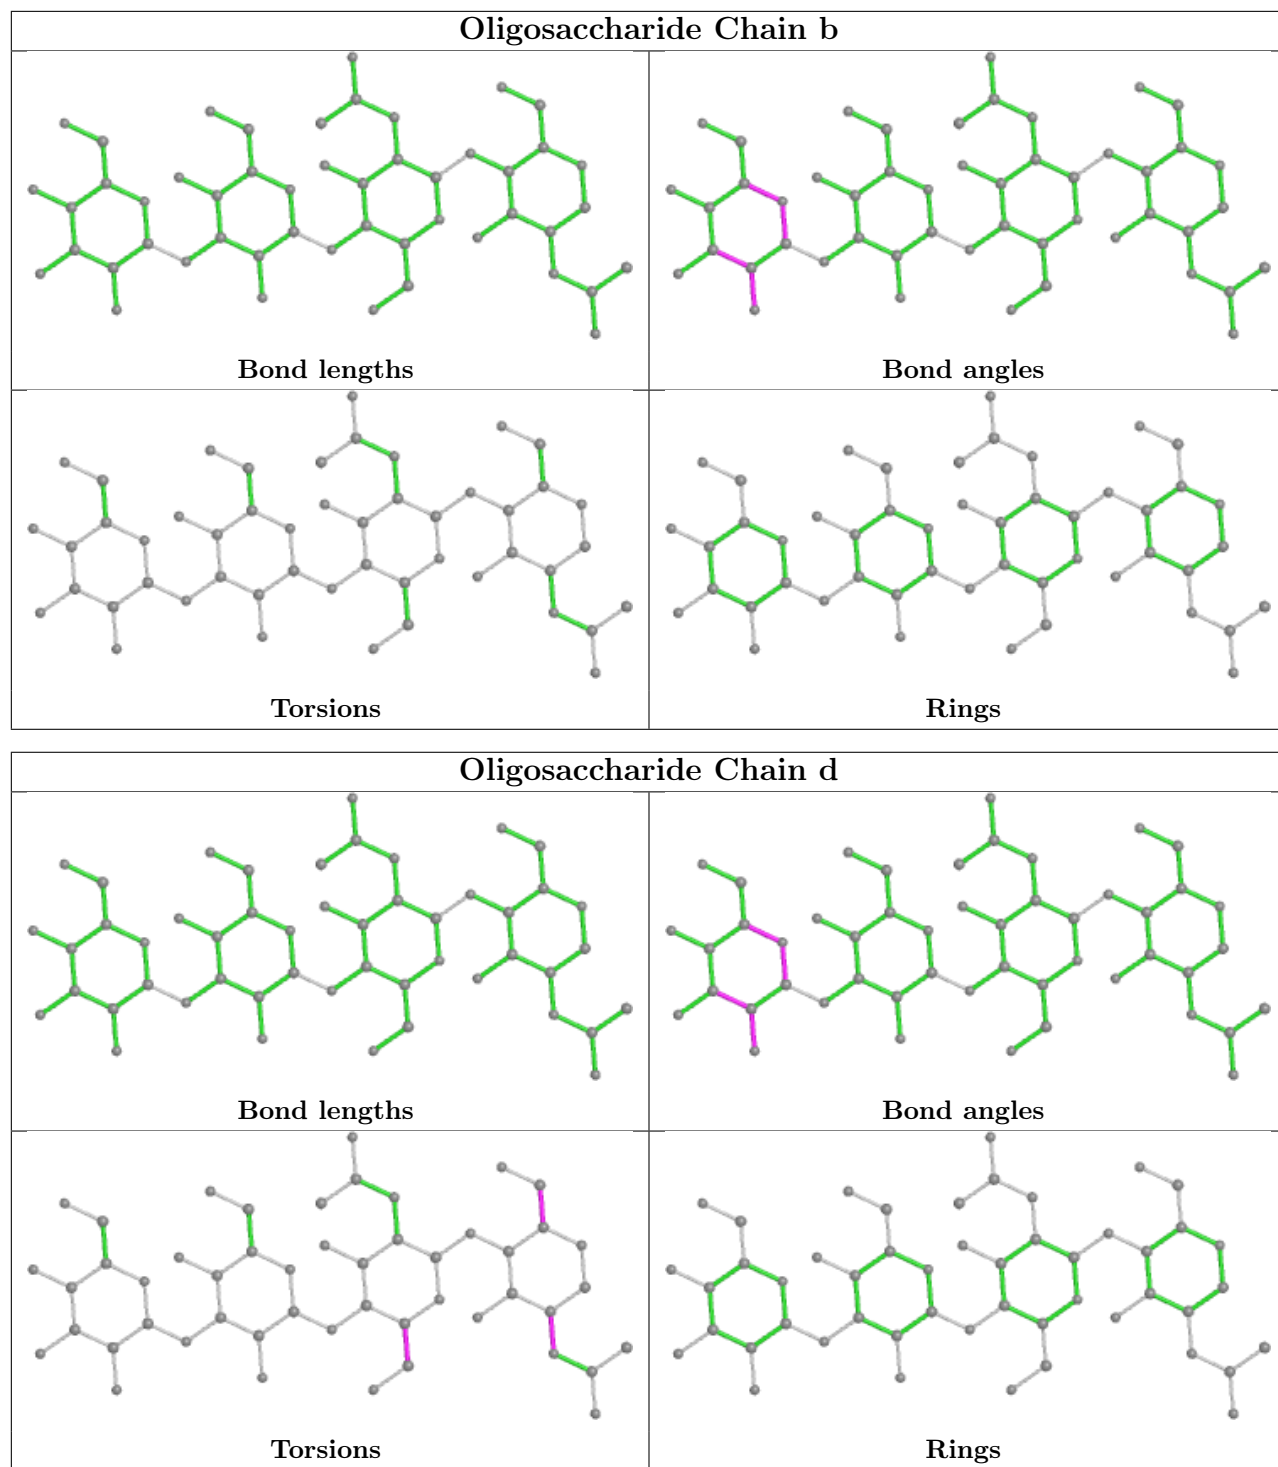 Oligosaccharide Chain b
Bond lengths
Bond angles
Torsions
Rings
Oligosaccharide Chain d
Bond lengths
Bond angles
Torsions
Rings